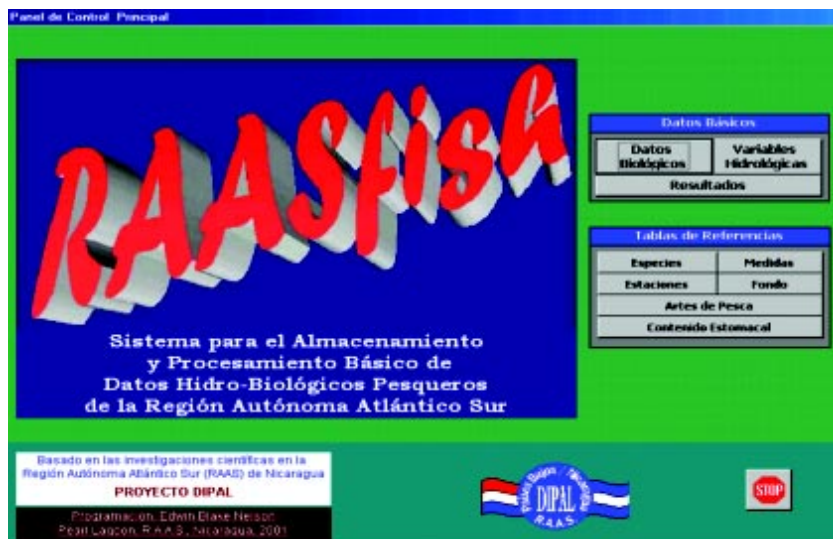 Panel de Control Principal
RAASfish
Sistema para el Almacenamiento
y Procesamiento Básico de
Datos Hidro-Biológicos Pesqueros
de la Región Autónoma Atlántico Sur
Datos Básicos
Datos Biológicos
Variables Hidrológicas
Resultados
Tablas de Referencias
Especies
Medidas
Estaciones
Fondo
Artes de Pesca
Contenido Estomacal
Basado en las investigaciones científicas en la
Región Autónoma Atlántico Sur (RAAS) de Nicaragua
PROYECTO DIPAL
Programación, Edwin Blake Nelson
Pearl Lagoon, R.A.A.S., Nicaragua, 2001
Países Bajos / Nicaragua
DIPAL
R.A.A.S.
STOP